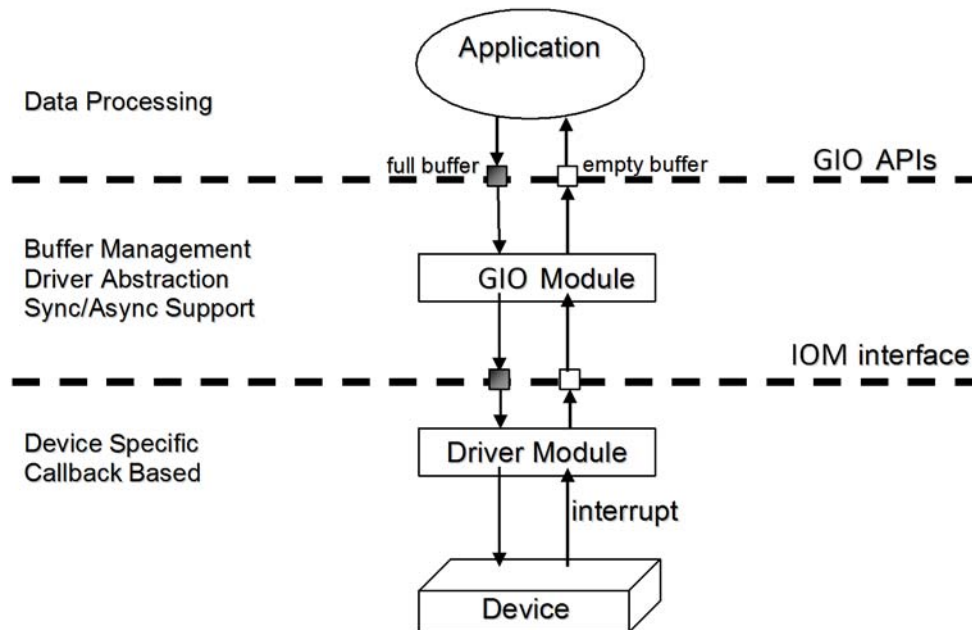 Application
Data Processing
full buffer
empty buffer
GIO APIs
Buffer Management
Driver Abstraction
Sync/Async Support
GIO Module
IOM interface
Device Specific
Callback Based
Driver Module
interrupt
Device